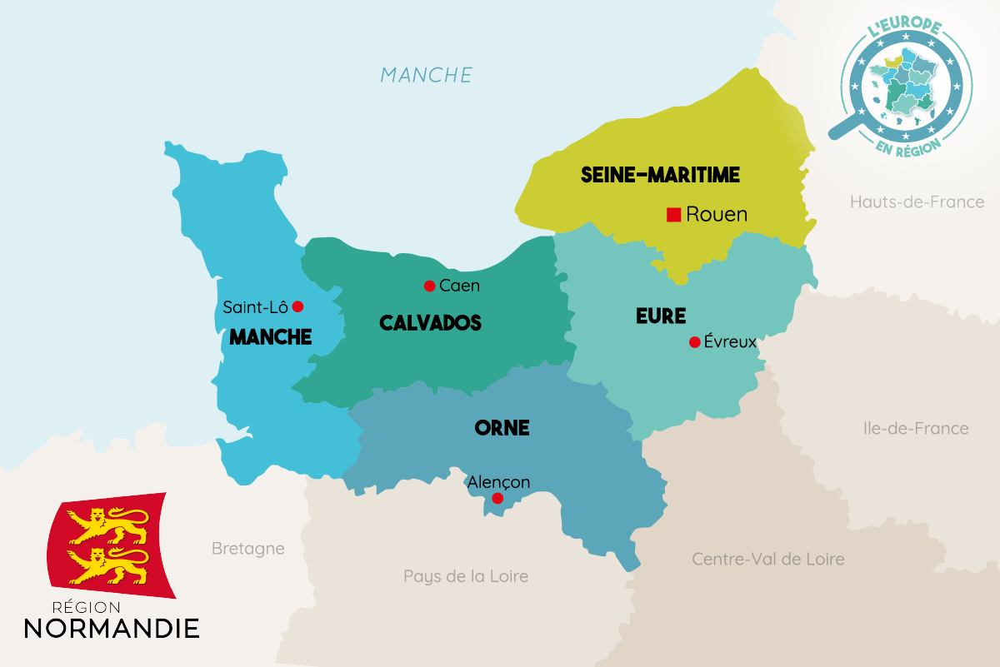 L'EUROPE
EN RÉGION
MANCHE
SEINE-MARITIME
Rouen
Hauts-de-France
Caen
Saint-Lô
CALVADOS
EURE
MANCHE
Évreux
ORNE
Ile-de-France
Alençon
Bretagne
Pays de la Loire
Centre-Val de Loire
RÉGION
NORMANDIE